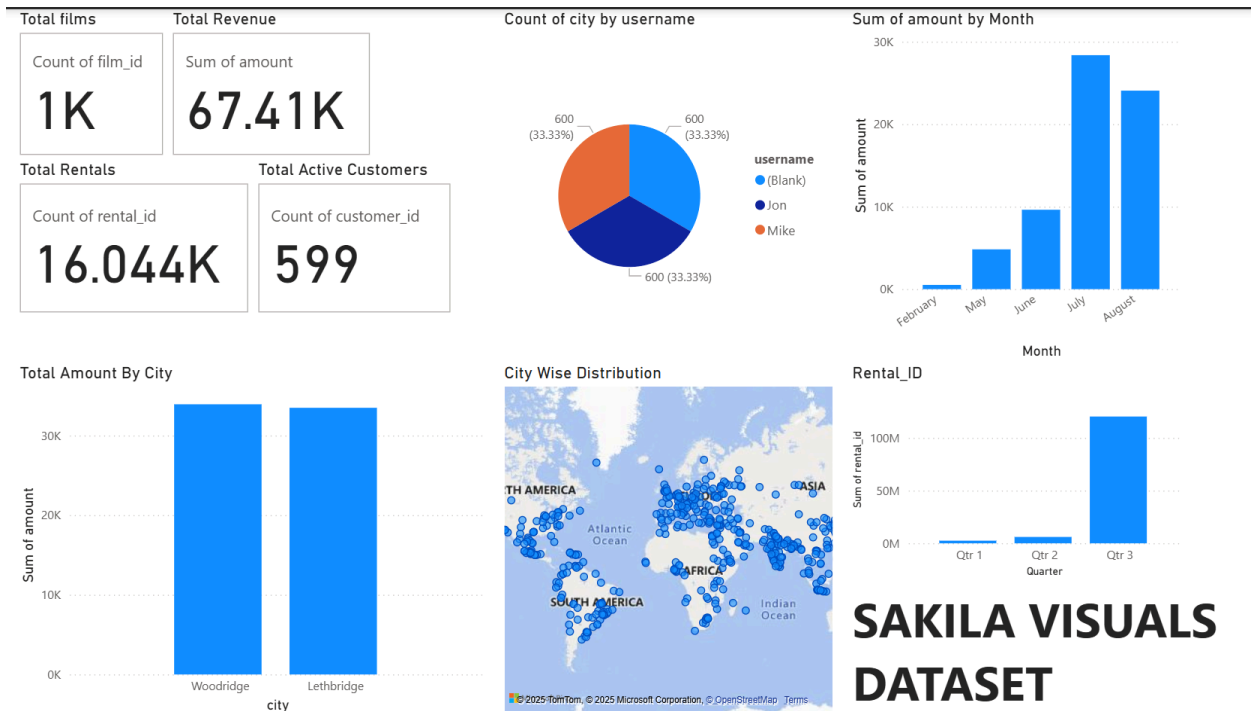 Total films
Count of film_id
1K
Total Revenue
Sum of amount
67.41K
Total Rentals
Count of rental_id
16.044K
Total Active Customers
Count of customer_id
599
Count of city by username
600
(33.33%)
600
(33.33%)
600 (33.33%)
username
(Blank)
Jon
Mike
Sum of amount by Month
Sum of amount
30K
20K
10K
0K
February
May
June
July
August
Month
Total Amount By City
Sum of amount
30K
20K
10K
0K
Woodridge
Lethbridge
city
City Wise Distribution
TH AMERICA
ASIA
Atlantic
Ocean
AFRICA
SOUTH AMERICA
Indian
Ocean
© 2025 TomTom, © 2025 Microsoft Corporation, © OpenStreetMap Terms
Rental_ID
Sum of rental_id
100M
50M
0M
Qtr 1
Qtr 2
Qtr 3
Quarter
SAKILA VISUALS
DATASET